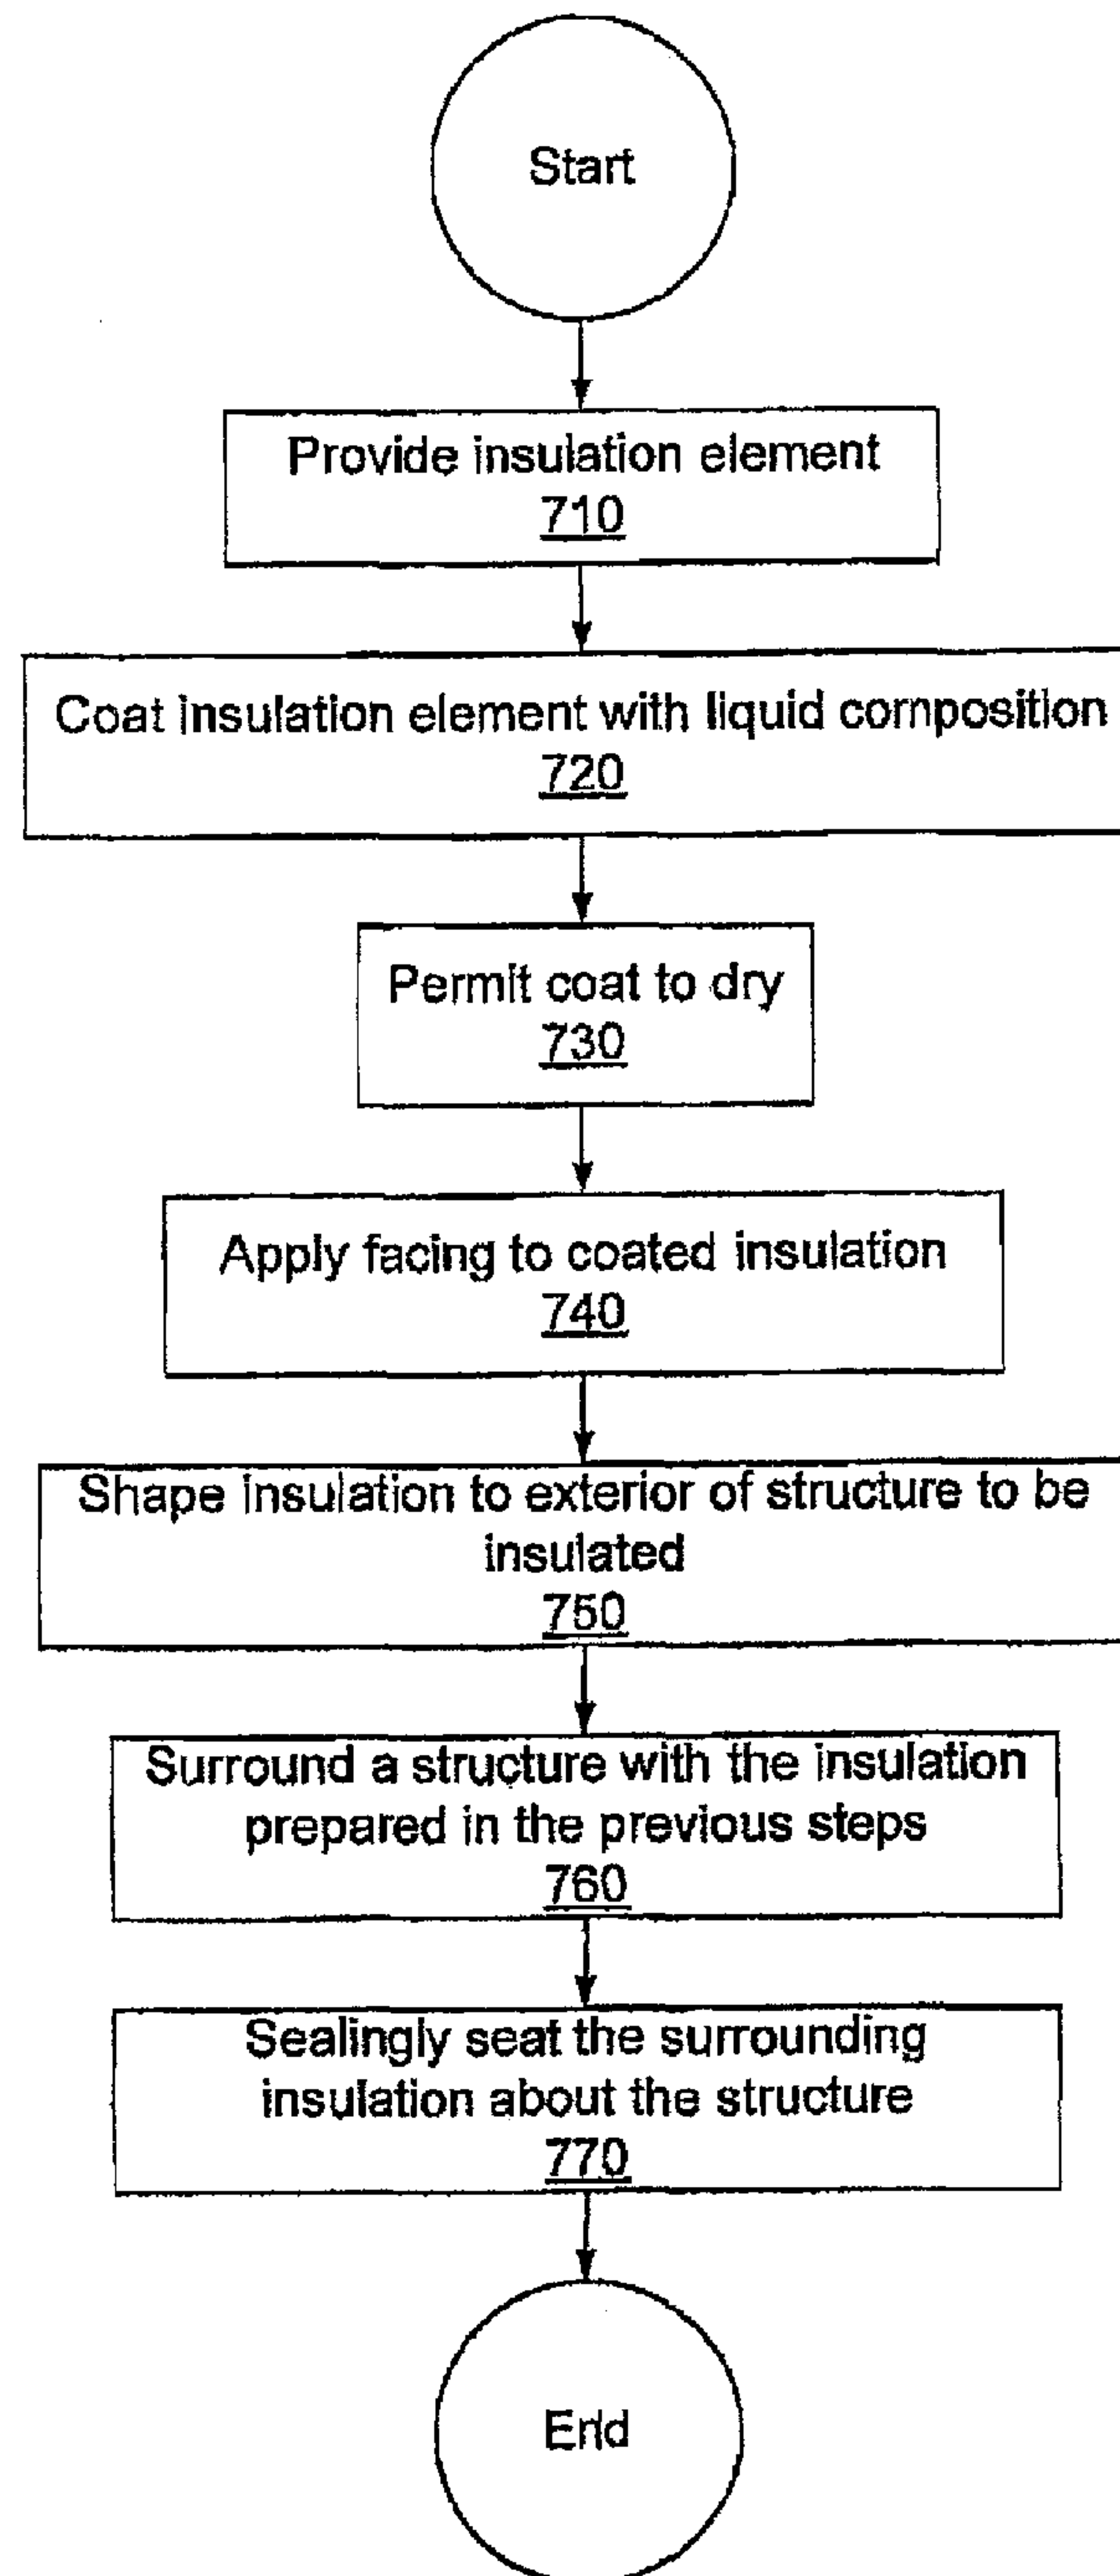 Start
Provide insulation element
710
Coat insulation element with liquid composition
720
Permit coat to dry
730
Apply facing to coated insulation
740
Shape insulation to exterior of structure to be
insulated
750
Surround a structure with the insulation
prepared in the previous steps
760
Sealingly seat the surrounding
insulation about the structure
770
End